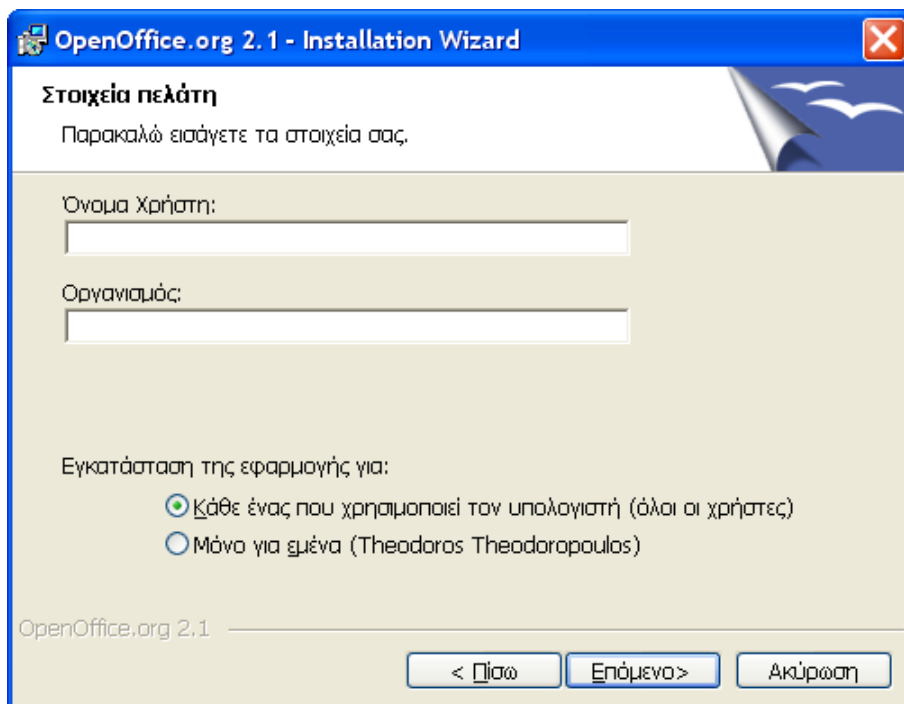 OpenOffice.org 2.1 - Installation Wizard
Στοιχεία πελάτη
Παρακαλώ εισάγετε τα στοιχεία σας.
Όνομα Χρήστη:
Οργανισμός:
Εγκατάσταση της εφαρμογής για:
Κάθε ένας που χρησιμοποιεί τον υπολογιστή (όλοι οι χρήστες)
Μόνο για εμένα (Theodoros Theodoropoulos)
OpenOffice.org 2.1
< Πίσω Επόμενο> Ακύρωση